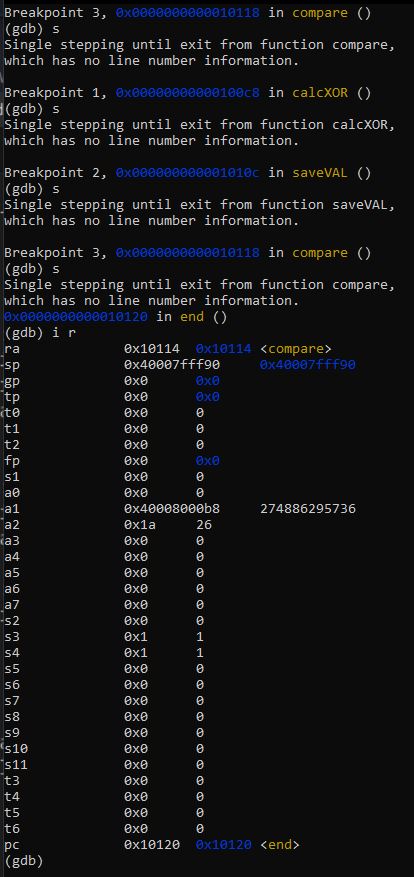 Breakpoint 3, 0x0000000000010118 in compare ()
(gdb) s
Single stepping until exit from function compare,
which has no line number information.

Breakpoint 1, 0x00000000000100c8 in calcXOR ()
(gdb) s
Single stepping until exit from function calcXOR,
which has no line number information.

Breakpoint 2, 0x000000000001010c in saveVAL ()
(gdb) s
Single stepping until exit from function saveVAL,
which has no line number information.

Breakpoint 3, 0x0000000000010118 in compare ()
(gdb) s
Single stepping until exit from function compare,
which has no line number information.
0x0000000000010120 in end ()
(gdb) i r
ra 0x10114 0x10114 <compare>
sp 0x40007fff90 0x40007fff90
gp 0x0 0x0
tp 0x0 0x0
t0 0x0 0
t1 0x0 0
t2 0x0 0
fp 0x0 0x0
s1 0x0 0
a0 0x0 0
a1 0x40008000b8 274886295736
a2 0x1a 26
a3 0x0 0
a4 0x0 0
a5 0x0 0
a6 0x0 0
a7 0x0 0
s2 0x0 0
s3 0x1 1
s4 0x1 1
s5 0x0 0
s6 0x0 0
s7 0x0 0
s8 0x0 0
s9 0x0 0
s10 0x0 0
s11 0x0 0
t3 0x0 0
t4 0x0 0
t5 0x0 0
t6 0x0 0
pc 0x10120 0x10120 <end>
(gdb)